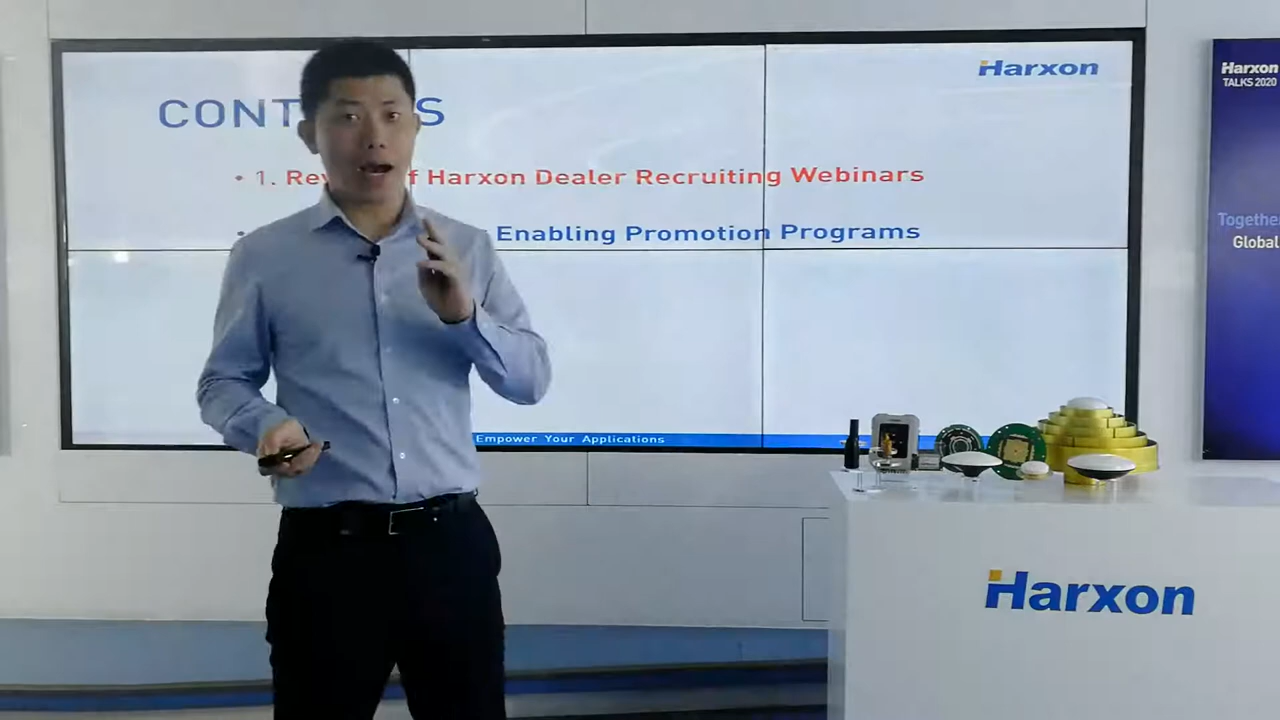 Harxon
CONT S
• 1. Rev f Harxon Dealer Recruiting Webinars
• Enabling Promotion Programs
Empower Your Applications
Harxon
TALKS 2020
Togethe
Global
Harxon